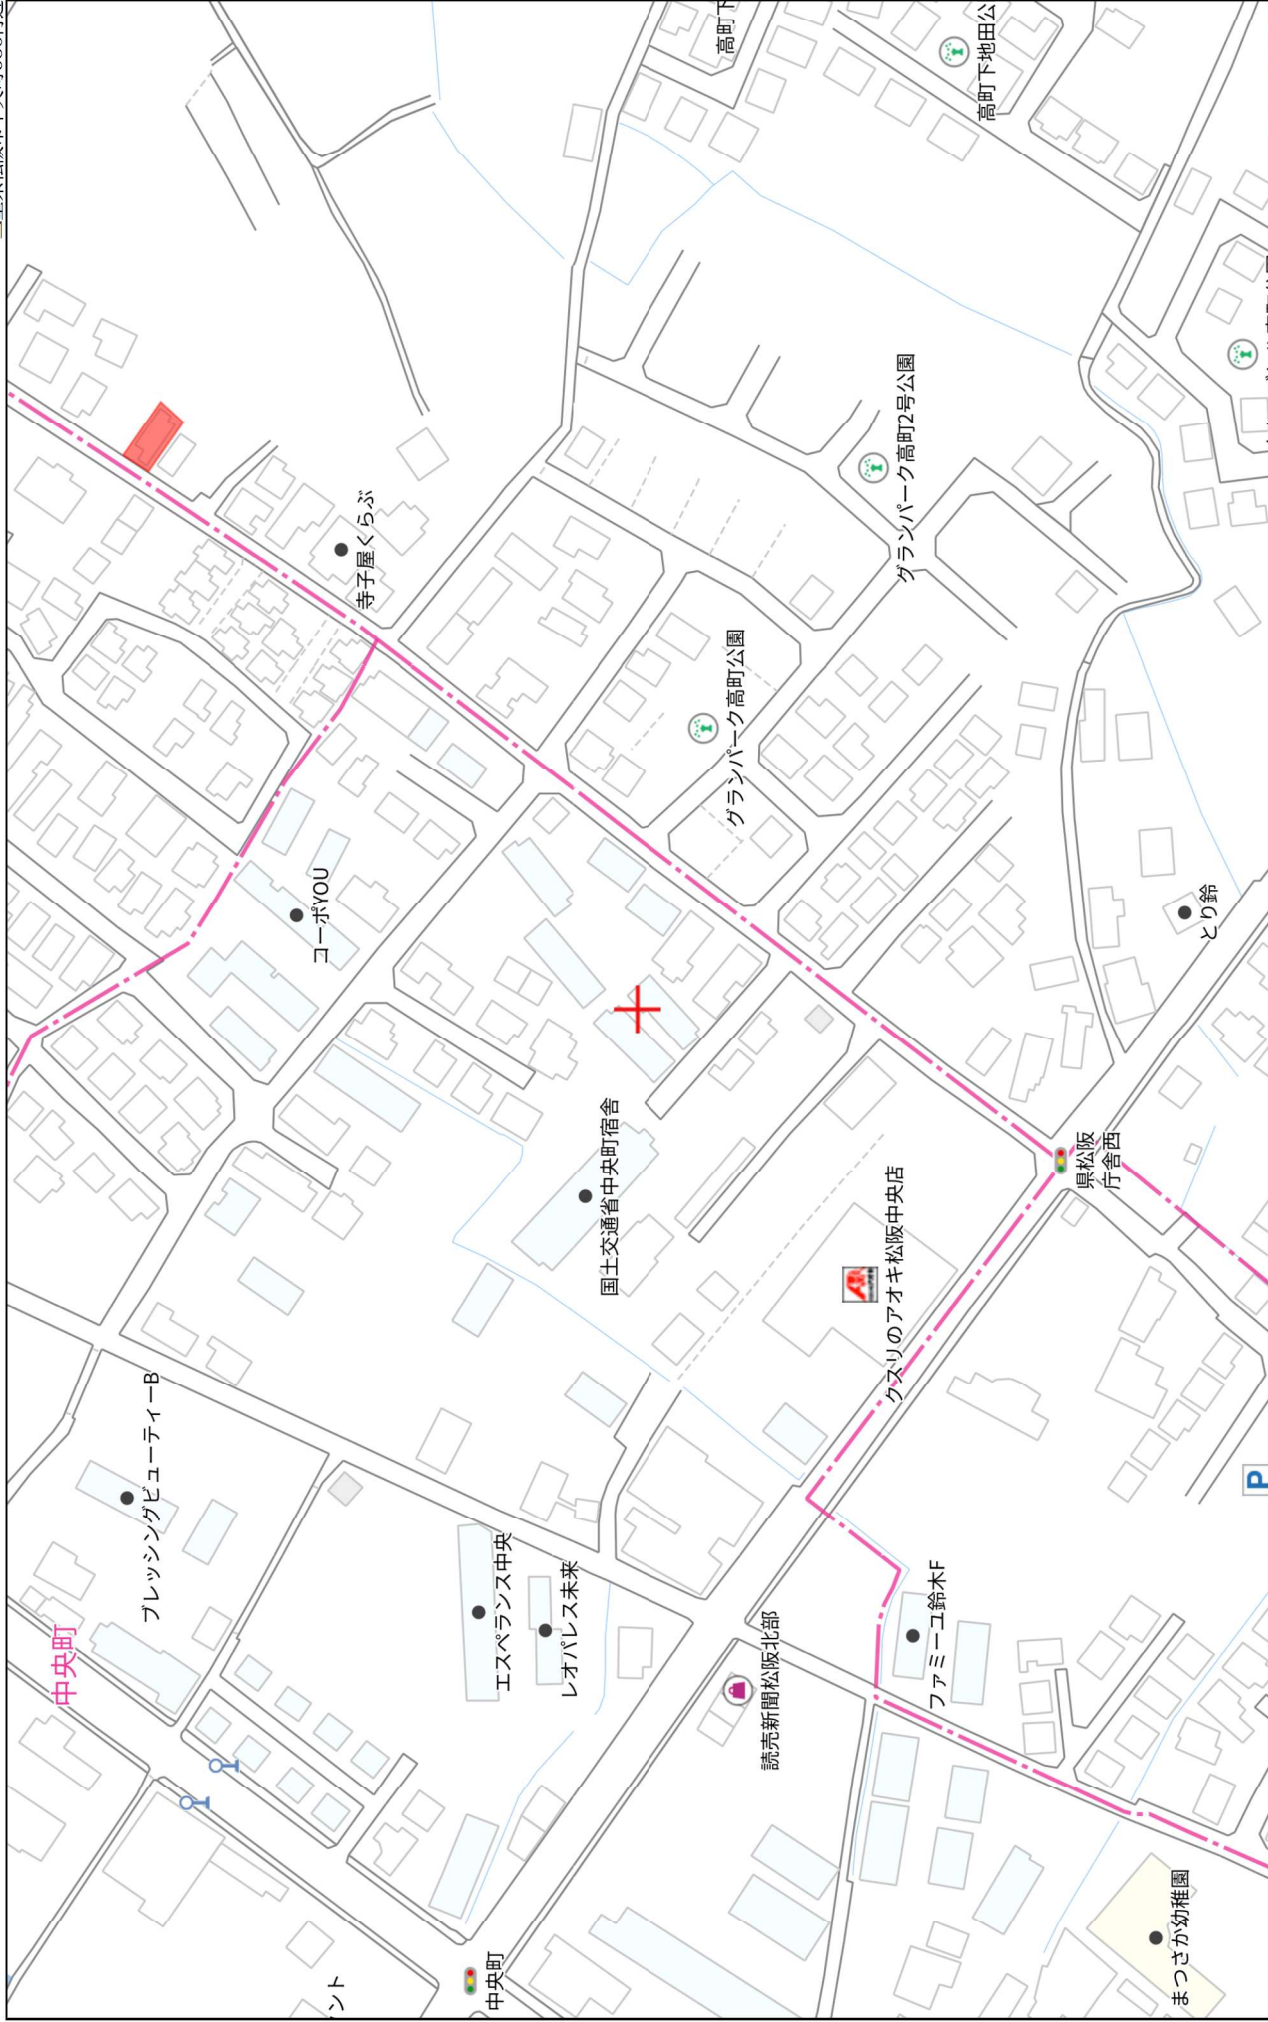 中央町
ブレッシングビューティーB
コーポYOU
ント
寺子屋くらぶ
中央町
エスペランス中央
レオパレス未来
国土交通省中央町宿舎
高町下
グランパーク高町公園
読売新聞松阪北部
クスリのアオキ松阪中央店
グランパーク高町2号公園
ファミーユ鈴木F
高町下地田公
県松阪
庁舎西
まつさか幼稚園
とり鈴
P